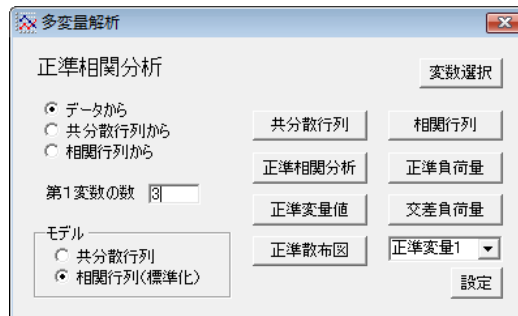 多変量解析
正準相関分析
変数選択
データから
共分散行列から
相関行列から
共分散行列
相関行列
正準相関分析
正準負荷量
第1変数の数 3
正準変量値
交差負荷量
モデル
共分散行列
相関行列(標準化)
正準散布図
正準変量1
設定